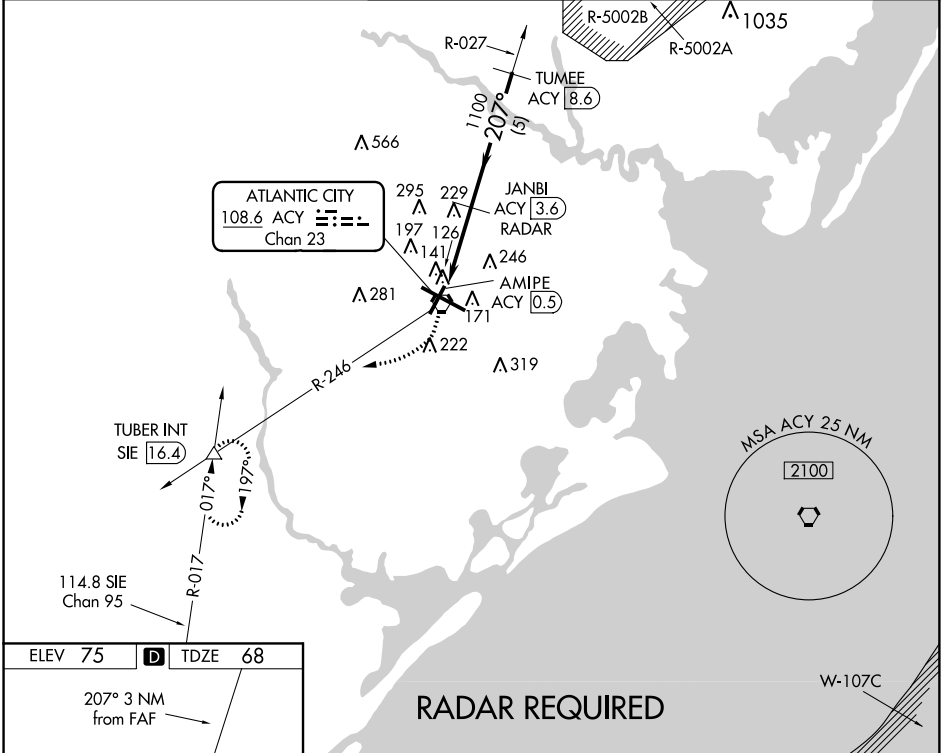 R-5002B
1035
R-5002A
R-027
TUMEE
ACY 8.6
1100
207°
(5)
566
ATLANTIC CITY
108.6 ACY
Chan 23
295
229
JANBI
ACY 3.6
RADAR
197
126
141
246
AMIPE
ACY 0.5
281
171
222
319
R-246
TUBER INT
SIE 16.4
017°
197°
R-017
114.8 SIE
Chan 95
MSA ACY 25 NM
2100
ELEV 75 D TDZE 68
207° 3 NM
from FAF
RADAR REQUIRED
W-107C